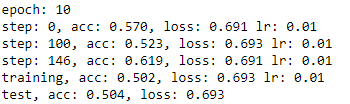 epoch: 10
step: 0, acc: 0.570, loss: 0.691 lr: 0.01
step: 100, acc: 0.523, loss: 0.693 lr: 0.01
step: 146, acc: 0.619, loss: 0.691 lr: 0.01
training, acc: 0.502, loss: 0.693 lr: 0.01
test, acc: 0.504, loss: 0.693